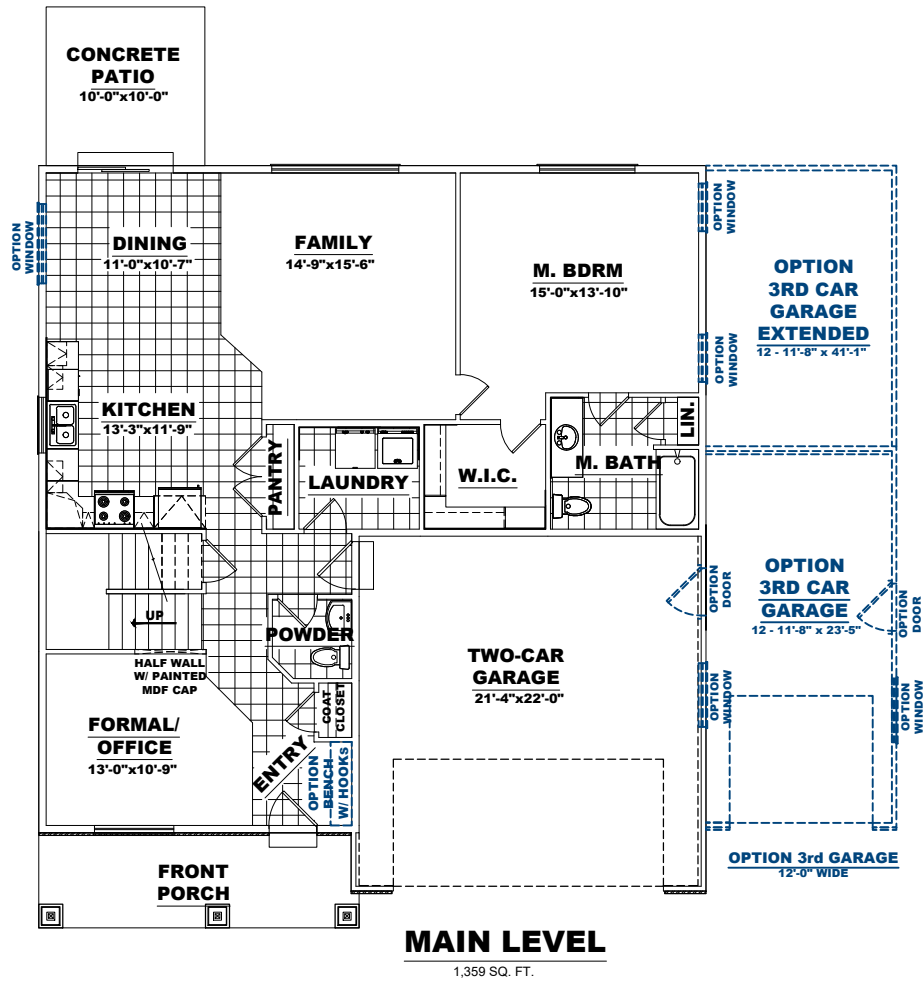 CONCRETE
PATIO
10'-0"x10'-0"
OPTION
WINDOW
DINING
11'-0"x10'-7"
FAMILY
14'-9"x15'-6"
M. BDRM
15'-0"x13'-10"
OPTION
WINDOW
OPTION
3RD CAR
GARAGE
EXTENDED
12 - 11'-8" x 41'-1"
OPTION
WINDOW
KITCHEN
13'-3"x11'-9"
PANTRY
LAUNDRY
W.I.C.
M. BATH
LIN.
UP
HALF WALL
W/ PAINTED
MDF CAP
POWDER
COAT
CLOSET
TWO-CAR
GARAGE
21'-4"x22'-0"
OPTION
DOOR
OPTION
3RD CAR
GARAGE
12 - 11'-8" x 23'-5"
OPTION
DOOR
OPTION
WINDOW
OPTION
WINDOW
FORMAL/
OFFICE
13'-0"x10'-9"
ENTRY
OPTION
BENCH
W/ HOOKs
FRONT
PORCH
OPTION 3rd GARAGE
12'-0" WIDE
MAIN LEVEL
1,359 SQ. FT.